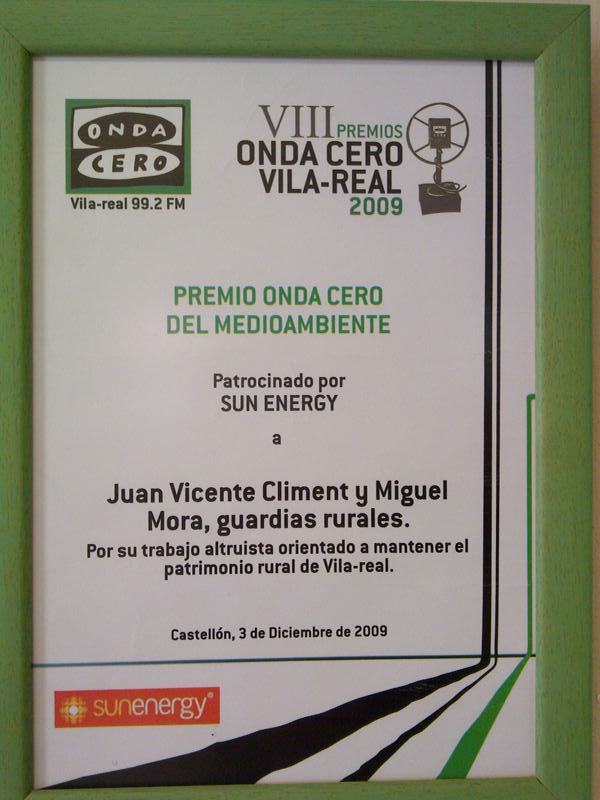 ONDA
CERO
Vila-real 99.2 FM
VIII PREMIOS
ONDA CERO
VILA-REAL
2009
PREMIO ONDA CERO
DEL MEDIOAMBIENTE
Patrocinado por
SUN ENERGY
a
Juan Vicente Climent y Miguel
Mora, guardias rurales.
Por su trabajo altruista orientado a mantener el
patrimonio rural de Vila-real.
Castellón, 3 de Diciembre de 2009
sunenergy®